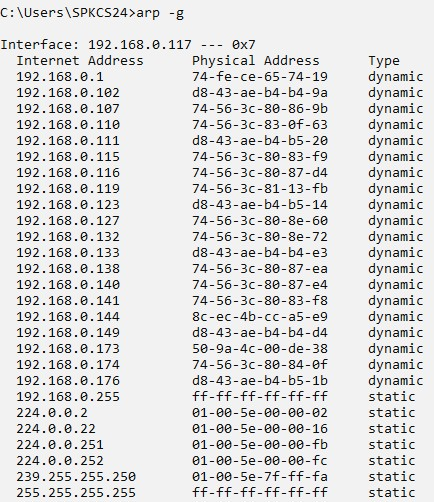 C:\Users\SPKCS24>arp -g
Interface: 192.168.0.117 --- 0x7
Internet Address Physical Address Type
192.168.0.1 74-fe-ce-65-74-19 dynamic
192.168.0.102 d8-43-ae-b4-b4-9a dynamic
192.168.0.107 74-56-3c-80-86-9b dynamic
192.168.0.110 74-56-3c-83-0f-63 dynamic
192.168.0.111 d8-43-ae-b4-b5-20 dynamic
192.168.0.115 74-56-3c-80-83-f9 dynamic
192.168.0.116 74-56-3c-80-87-d4 dynamic
192.168.0.119 74-56-3c-81-13-fb dynamic
192.168.0.123 d8-43-ae-b4-b5-14 dynamic
192.168.0.127 74-56-3c-80-8e-60 dynamic
192.168.0.132 74-56-3c-80-8e-72 dynamic
192.168.0.133 d8-43-ae-b4-b4-e3 dynamic
192.168.0.138 74-56-3c-80-87-ea dynamic
192.168.0.140 74-56-3c-80-87-e4 dynamic
192.168.0.141 74-56-3c-80-83-f8 dynamic
192.168.0.144 8c-ec-4b-cc-a5-e9 dynamic
192.168.0.149 d8-43-ae-b4-b4-d4 dynamic
192.168.0.173 50-9a-4c-00-de-38 dynamic
192.168.0.174 74-56-3c-80-84-0f dynamic
192.168.0.176 d8-43-ae-b4-b5-1b dynamic
192.168.0.255 ff-ff-ff-ff-ff-ff static
224.0.0.2 01-00-5e-00-00-02 static
224.0.0.22 01-00-5e-00-00-16 static
224.0.0.251 01-00-5e-00-00-fb static
224.0.0.252 01-00-5e-00-00-fc static
239.255.255.250 01-00-5e-7f-ff-fa static
255.255.255.255 ff-ff-ff-ff-ff-ff static